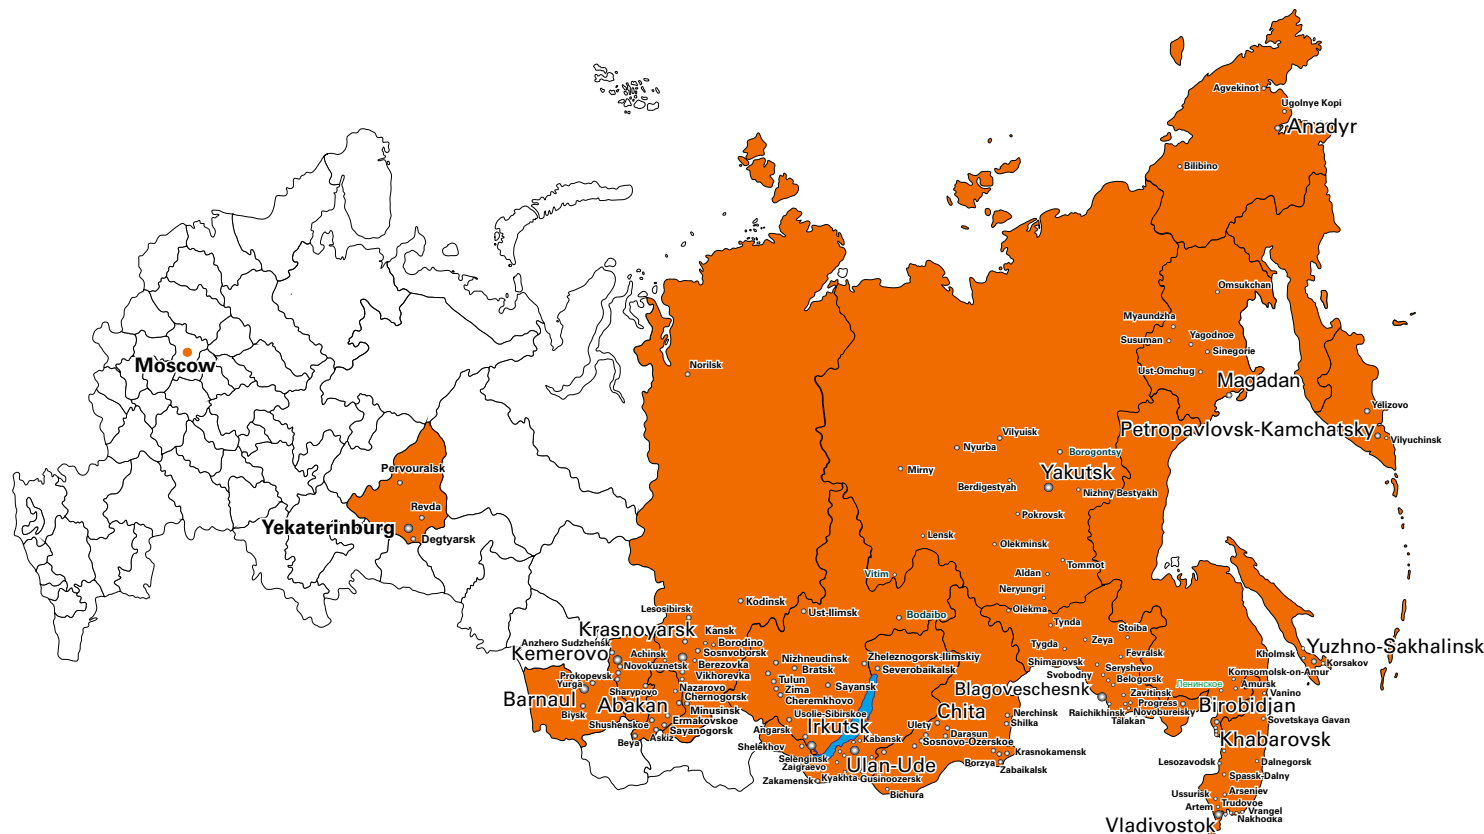 Agvekinot
Ugolnye Kopi
Anadyr
Bilibino
Omsukchan
Myaundzha
Susuman
Yagodnoe
Sinegorie
Ust-Omchug
Magadan
Moscow
Norilsk
Yelizovo
Petropavlovsk-Kamchatsky
Vilyuchinsk
Vilyuisk
Nyurba
Borogontsy
Mirny
Yakutsk
Berdigestyah
Nizhny Bestyakh
Pokrovsk
Pervouralsk
Revda
Yekaterinburg
Degtyarsk
Lensk
Olekminsk
Tommot
Aldan
Vitim
Neryungri
Olekma
Kodinsk
Lesosibirsk
Ust-Ilimsk
Bodaibo
Tynda
Stoiba
Krasnoyarsk
Kansk
Anzhero Sudzhensk
Borodino
Tygda
Zeya
Kemerovo
Achinsk
Sosnvoborsk
Berezovka
Nizhneudinsk
Zheleznogorsk-Ilimskiy
Fevralsk
Yuzhno-Sakhalinsk
Kholmsk
Korsakov
Novokuznetsk
Bratsk
Severobaikalsk
Shimanovsk
Seryshevo
Komsomolsk-on-Amur
Prokopevsk
Vikhorevka
Tulun
Svobodny
Belogorsk
Yurga
Sharypovo
Nazarovo
Zima
Sayansk
Blagoveschesnk
Zavitinsk
Ленинское
Amursk
Vanino
Barnaul
Abakan
Chernogorsk
Cheremkhovo
Progress
Birobidjan
Biysk
Minusinsk
Usolie-Sibirskoe
Chita
Nerchinsk
Raichikhinsk
Novobureisky
Talakan
Sovetskaya Gavan
Shushenskoe
Ermakovskoe
Sayanogorsk
Angarsk
Irkutsk
Ulety
Shilka
Darasun
Khabarovsk
Beya
Askiz
Shelekhov
Kabansk
Sosnovo-Ozerskoe
Krasnokamensk
Selenginsk
Zaigraevo
Ulan-Ude
Borzya
Zabaikalsk
Lesozavodsk
Dalnegorsk
Zakamensk
Kyakhta
Gusinoozersk
Spassk-Dalny
Bichura
Ussurisk
Arseniev
Artem
Trudovoe
Vrangel
Nakhodka
Vladivostok